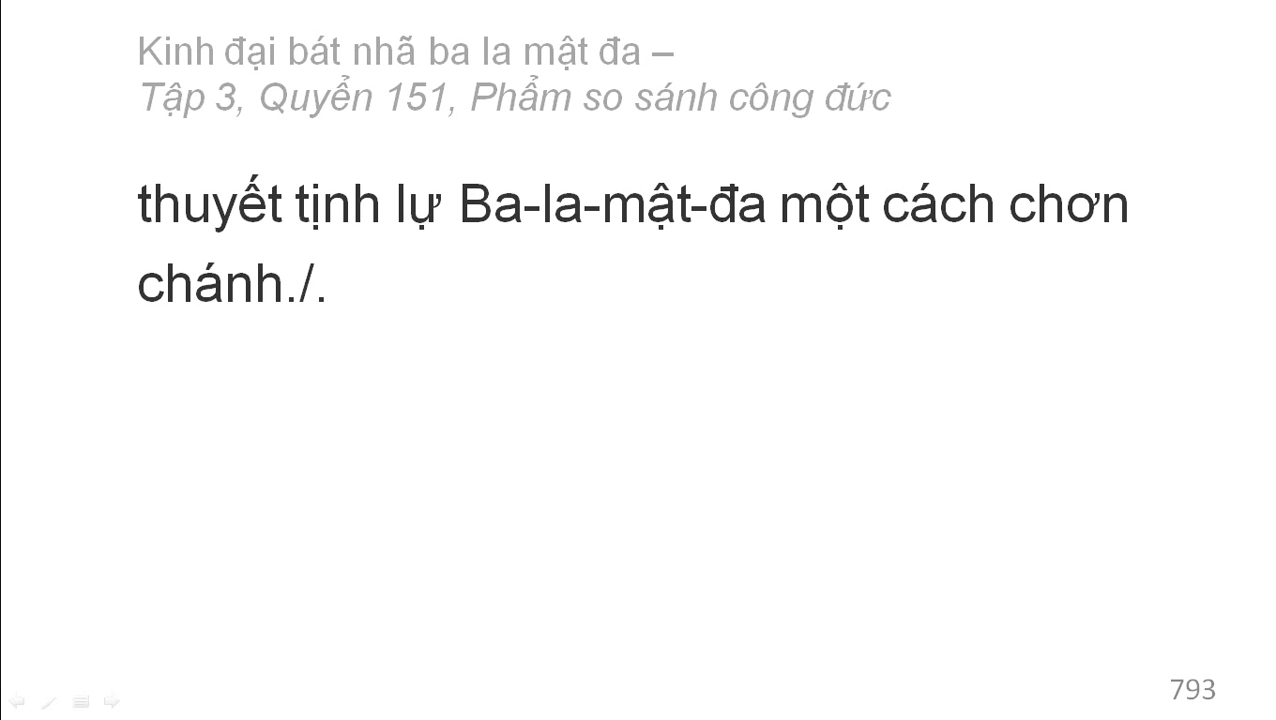 Kinh đại bát nhã ba la mật đa –
Tập 3, Quyển 151, Phẩm so sánh công đức
thuyết tịnh lự Ba-la-mật-đa một cách chơn
chánh./.
793